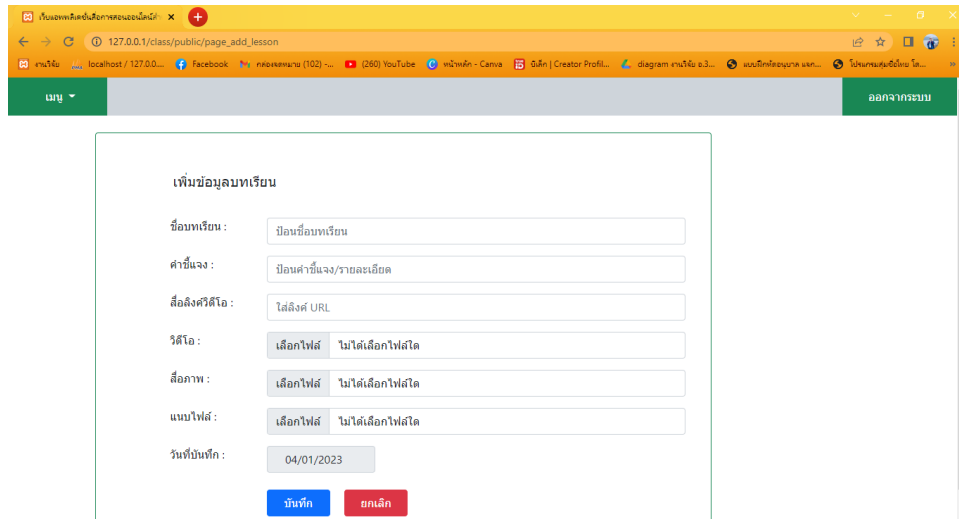 เว็บแอพพลิเคชั่นสื่อการสอนออนไลน์สำ
127.0.0.1/class/public/page_add_lesson
งานวิจัย localhost / 127.0.0.... Facebook กล่องจดหมาย (102) -... (260) YouTube หน้าหลัก - Canva บีเล็ก | Creator Profil... diagram งานวิจัย อ.3... แบบฝึกหัดอนุบาล แจก... โปรแกรมสุ่มชื่อไทย โด...
เมนู ออกจากระบบ
เพิ่มข้อมูลบทเรียน
ชื่อบทเรียน : ป้อนชื่อบทเรียน
คำชี้แจง : ป้อนคำชี้แจง/รายละเอียด
สื่อลิงค์วิดีโอ : ใส่ลิงค์ URL
วิดีโอ : เลือกไฟล์ ไม่ได้เลือกไฟล์ใด
สื่อภาพ : เลือกไฟล์ ไม่ได้เลือกไฟล์ใด
แนบไฟล์ : เลือกไฟล์ ไม่ได้เลือกไฟล์ใด
วันที่บันทึก : 04/01/2023
บันทึก ยกเลิก